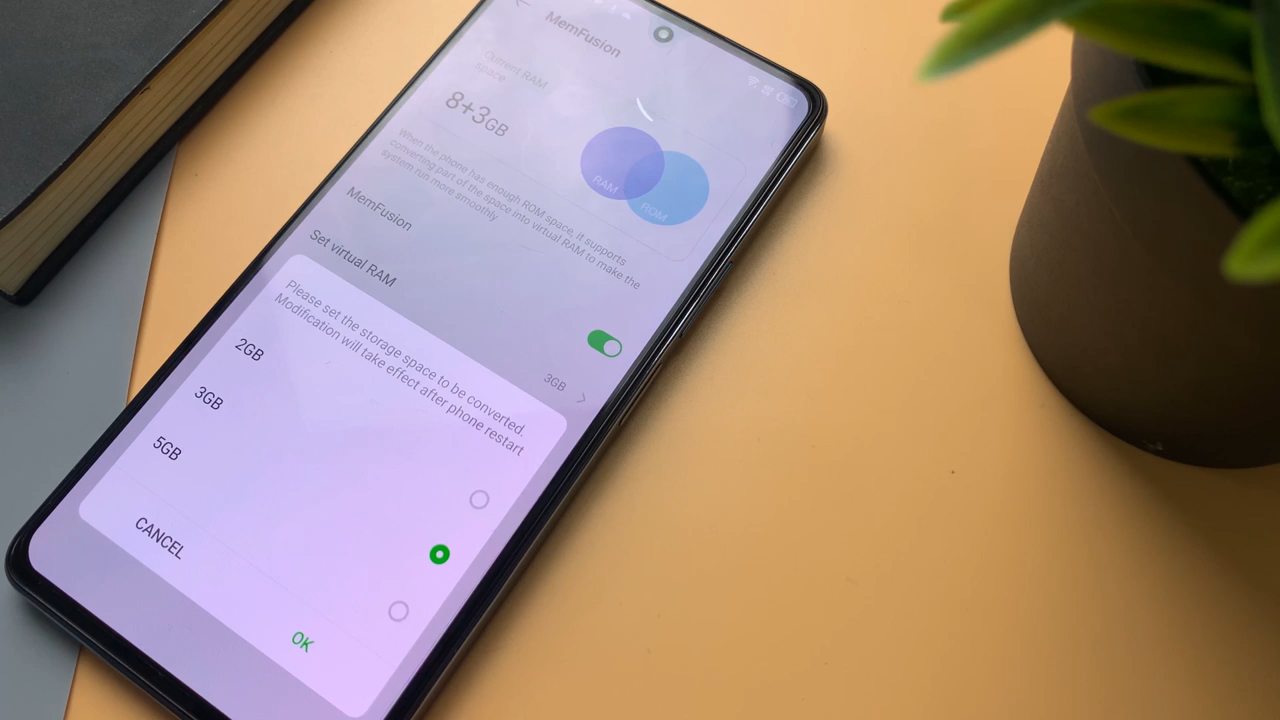 MemFusion
Current RAM
space
8+3GB
RAM
ROM
When the phone has enough ROM space, it supports
converting part of the space into virtual RAM to make the
system run more smoothly
MemFusion
Set virtual RAM
3GB
Please set the storage space to be converted.
Modification will take effect after phone restart
2GB
3GB
5GB
CANCEL
OK